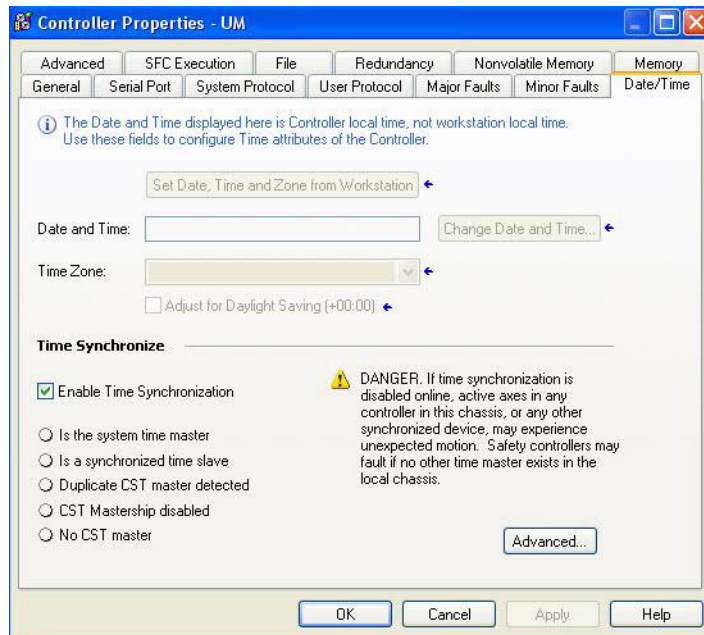 Controller Properties - UM
Advanced SFC Execution File Redundancy Nonvolatile Memory Memory
General Serial Port System Protocol User Protocol Major Faults Minor Faults Date/Time
The Date and Time displayed here is Controller local time, not workstation local time.
Use these fields to configure Time attributes of the Controller.
Set Date, Time and Zone from Workstation
Date and Time: Change Date and Time...
Time Zone:
Adjust for Daylight Saving (+00:00)
Time Synchronize
Enable Time Synchronization
Is the system time master
Is a synchronized time slave
Duplicate CST master detected
CST Mastership disabled
No CST master
DANGER. If time synchronization is
disabled online, active axes in any
controller in this chassis, or any other
synchronized device, may experience
unexpected motion. Safety controllers may
fault if no other time master exists in the
local chassis.
Advanced...
OK Cancel Apply Help